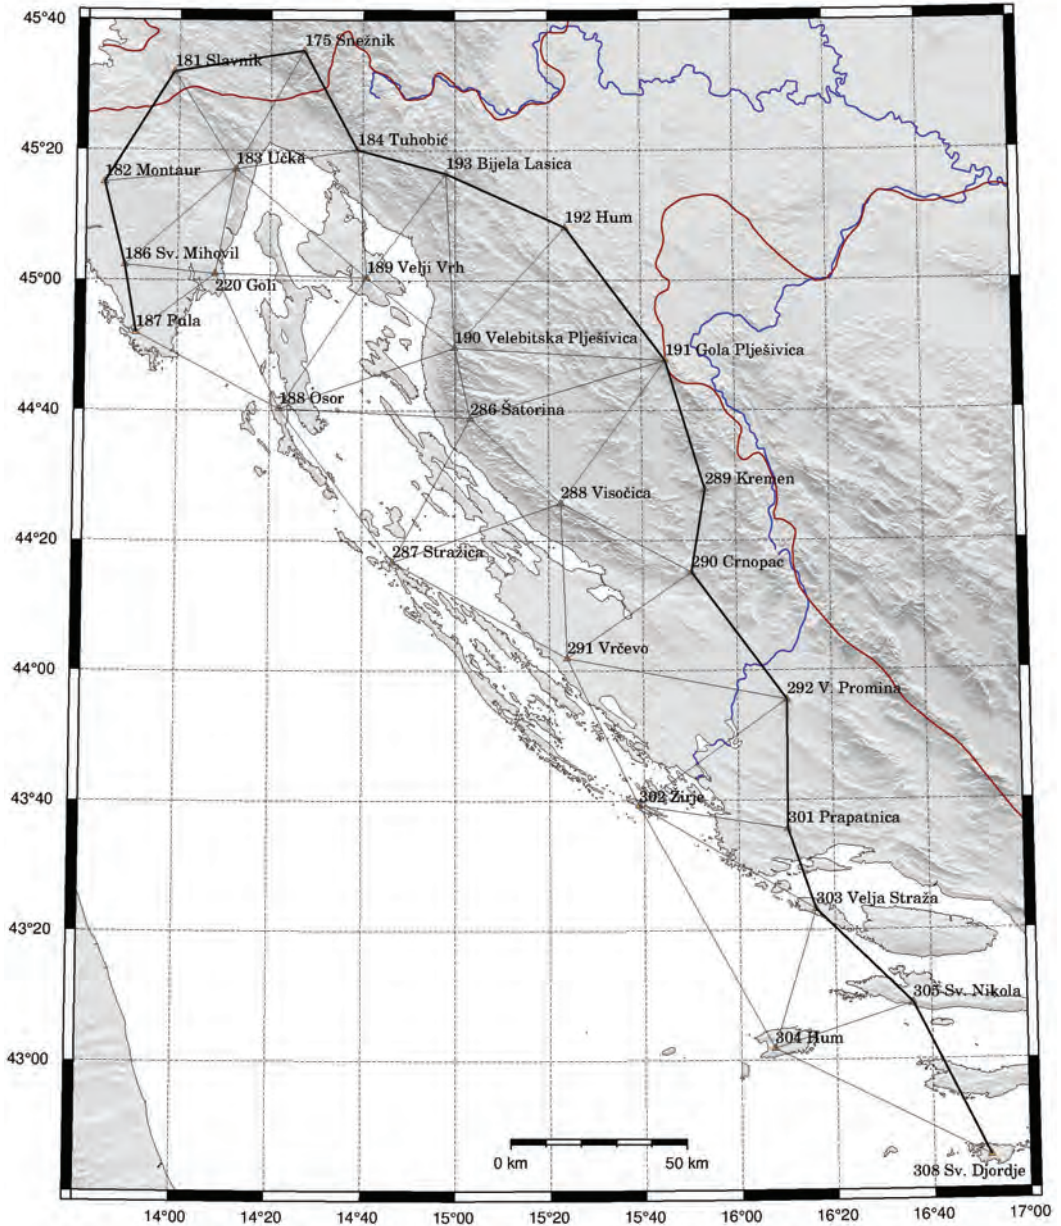 45°40'
175 Snežnik
181 Slavnik
184 Tuhobić
45°20'
183 Učka
193 Bijela Lasica
182 Montaur
192 Hum
186 Sv. Mihovil
189 Velji Vrh
45°00'
220 Goli
187 Pula
190 Velebitska Plješivica
191 Gola Plješivica
188 Osor
44°40'
286 Šatorina
289 Kremen
288 Visočica
44°20'
287 Stražica
290 Crnopac
291 Vrčevo
44°00'
292 V. Promina
43°40'
302 Žirje
301 Prapatnica
303 Velja Straža
43°20'
305 Sv. Nikola
304 Hum
43°00'
0 km 50 km
308 Sv. Djordje
14°00' 14°20' 14°40' 15°00' 15°20' 15°40' 16°00' 16°20' 16°40' 17°00'